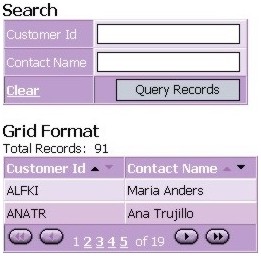 Search
Customer Id
Contact Name
Clear Query Records
Grid Format
Total Records: 91
Customer Id Contact Name
ALFKI Maria Anders
ANATR Ana Trujillo
1 2 3 4 5 of 19